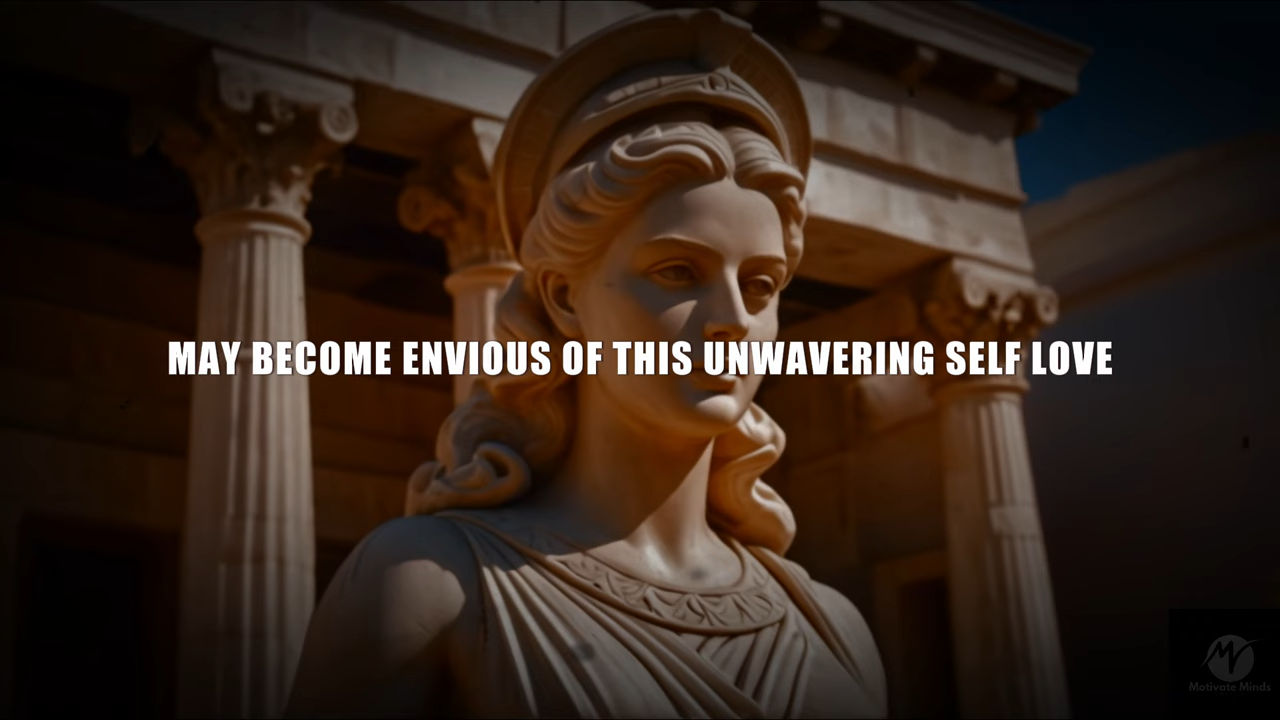 MAY BECOME ENVIOUS OF THIS UNWAVERING SELF LOVE
Motivate Minds